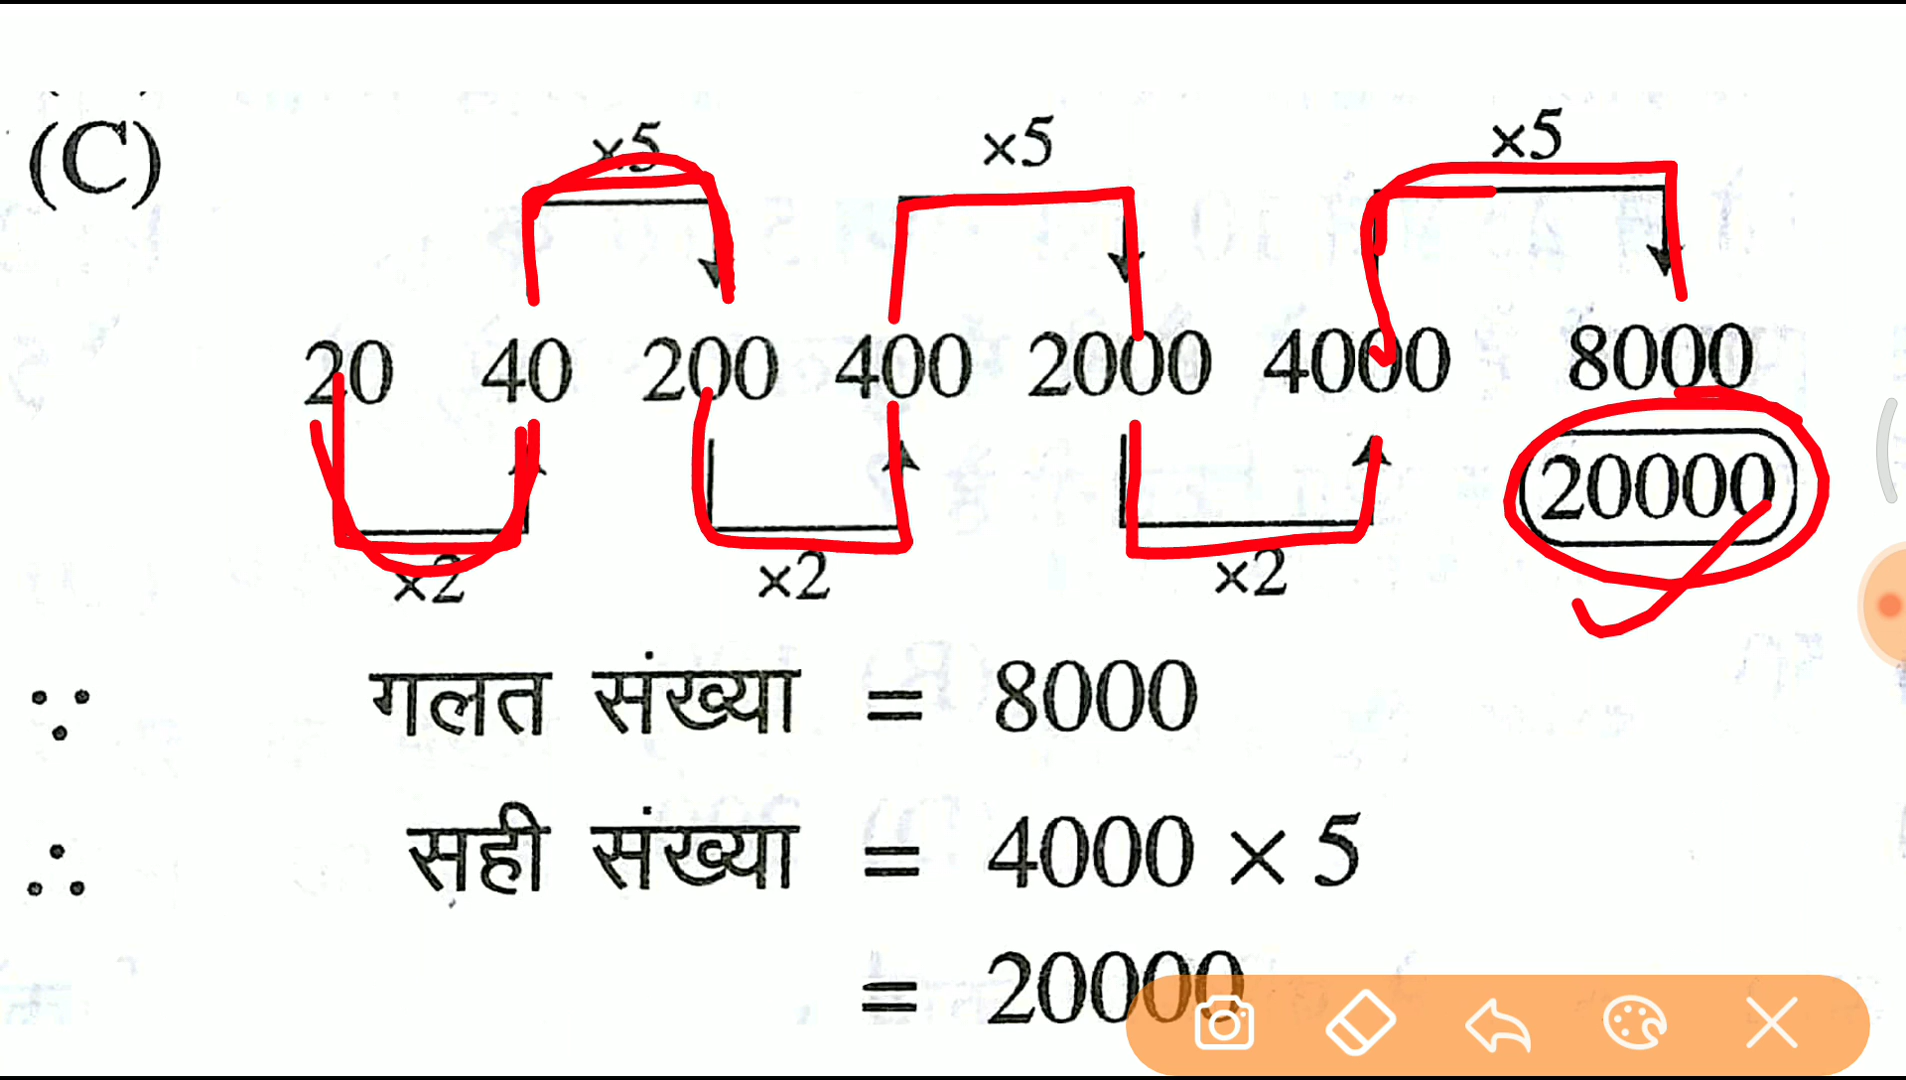 (C)
×5 ×5 ×5
20 40 200 400 2000 4000 8000
20000
×2 ×2 ×2
∵ गलत संख्या = 8000
∴ सही संख्या = 4000 × 5
= 20000